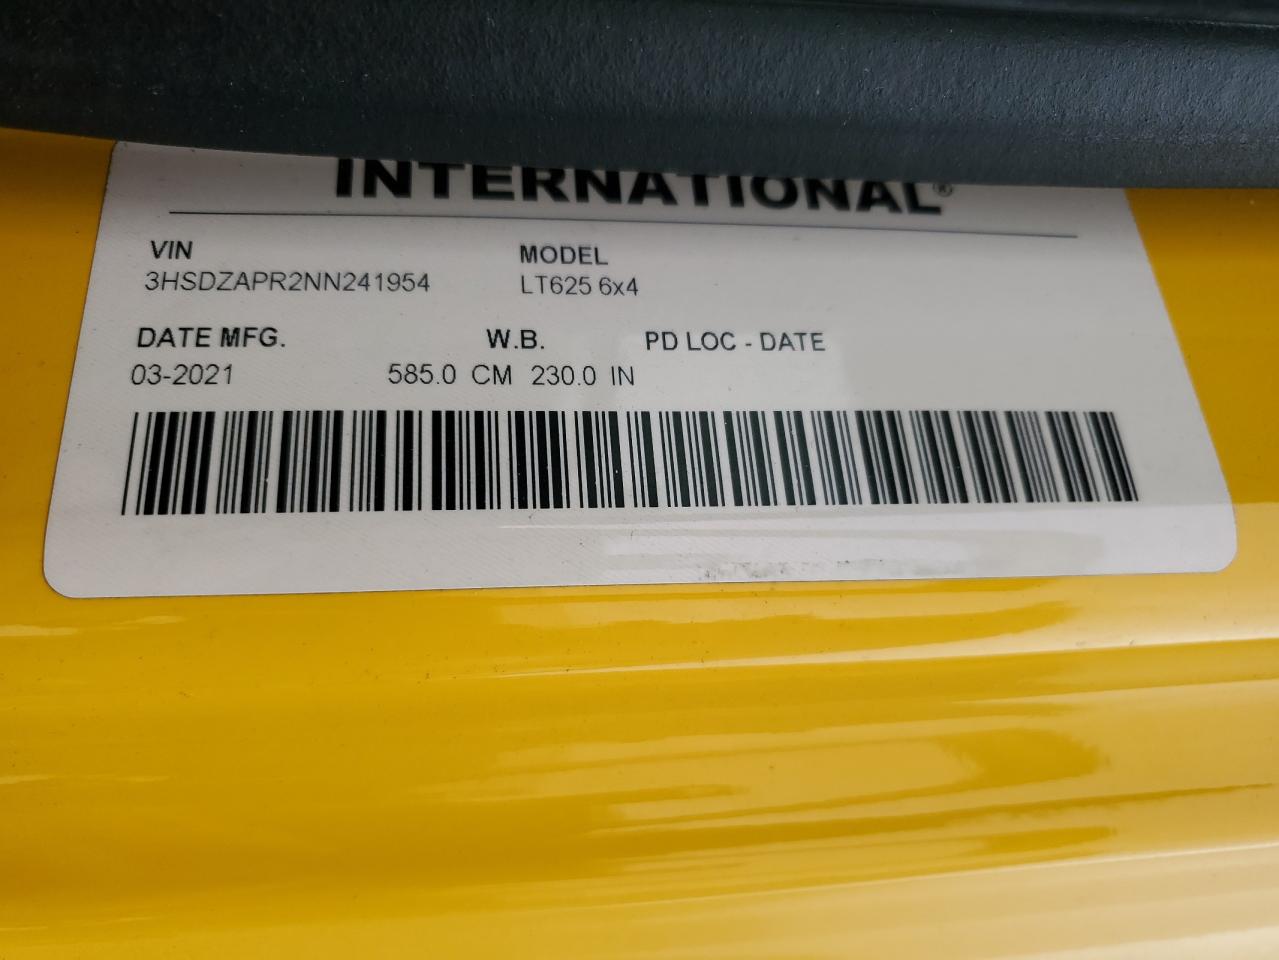 INTERNATIONAL®
VIN MODEL
3HSDZAPR2NN241954 LT625 6x4
DATE MFG. W.B. PD LOC - DATE
03-2021 585.0 CM 230.0 IN